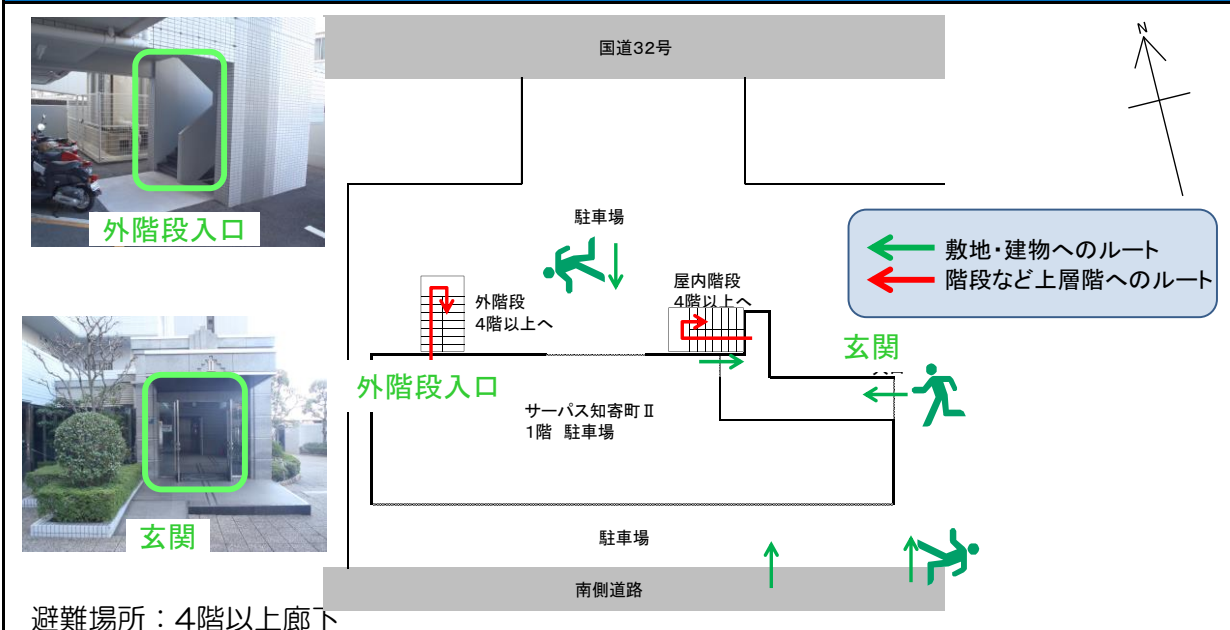 国道32号
N
外階段入口
駐車場
敷地・建物へのルート
階段など上層階へのルート
外階段
4階以上へ
屋内階段
4階以上へ
玄関
外階段入口
サーパス知寄町Ⅱ
1階 駐車場
玄関
駐車場
南側道路
避難場所：4階以上廊下